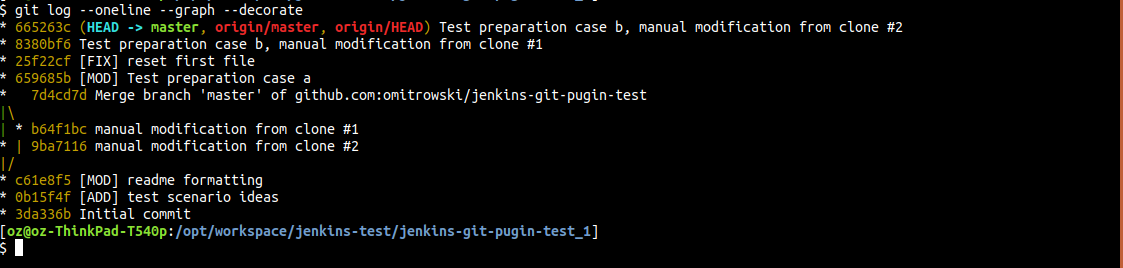 $ git log --oneline --graph --decorate
* 665263c (HEAD -> master, origin/master, origin/HEAD) Test preparation case b, manual modification from clone #2
* 8380bf6 Test preparation case b, manual modification from clone #1
* 25f22cf [FIX] reset first file
* 659685b [MOD] Test preparation case a
*   7d4cd7d Merge branch 'master' of github.com:omitrowski/jenkins-git-pugin-test
|\
| * b64f1bc manual modification from clone #1
* | 9ba7116 manual modification from clone #2
|/
* c61e8f5 [MOD] readme formatting
* 0b15f4f [ADD] test scenario ideas
* 3da336b Initial commit
[oz@oz-ThinkPad-T540p:/opt/workspace/jenkins-test/jenkins-git-pugin-test_1]
$